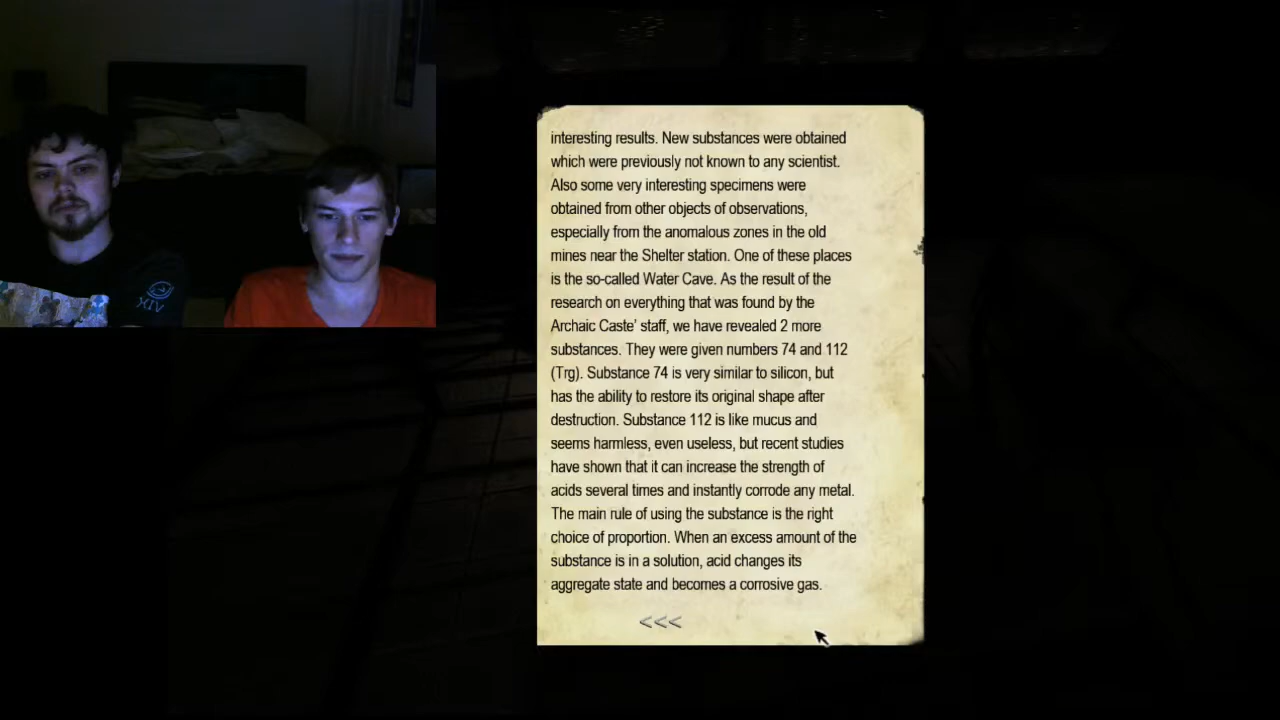 interesting results. New substances were obtained
which were previously not known to any scientist.
Also some very interesting specimens were
obtained from other objects of observations,
especially from the anomalous zones in the old
mines near the Shelter station. One of these places
is the so-called Water Cave. As the result of the
research on everything that was found by the
Archaic Caste' staff, we have revealed 2 more
substances. They were given numbers 74 and 112
(Trg). Substance 74 is very similar to silicon, but
has the ability to restore its original shape after
destruction. Substance 112 is like mucus and
seems harmless, even useless, but recent studies
have shown that it can increase the strength of
acids several times and instantly corrode any metal.
The main rule of using the substance is the right
choice of proportion. When an excess amount of the
substance is in a solution, acid changes its
aggregate state and becomes a corrosive gas.
<<<
XIV